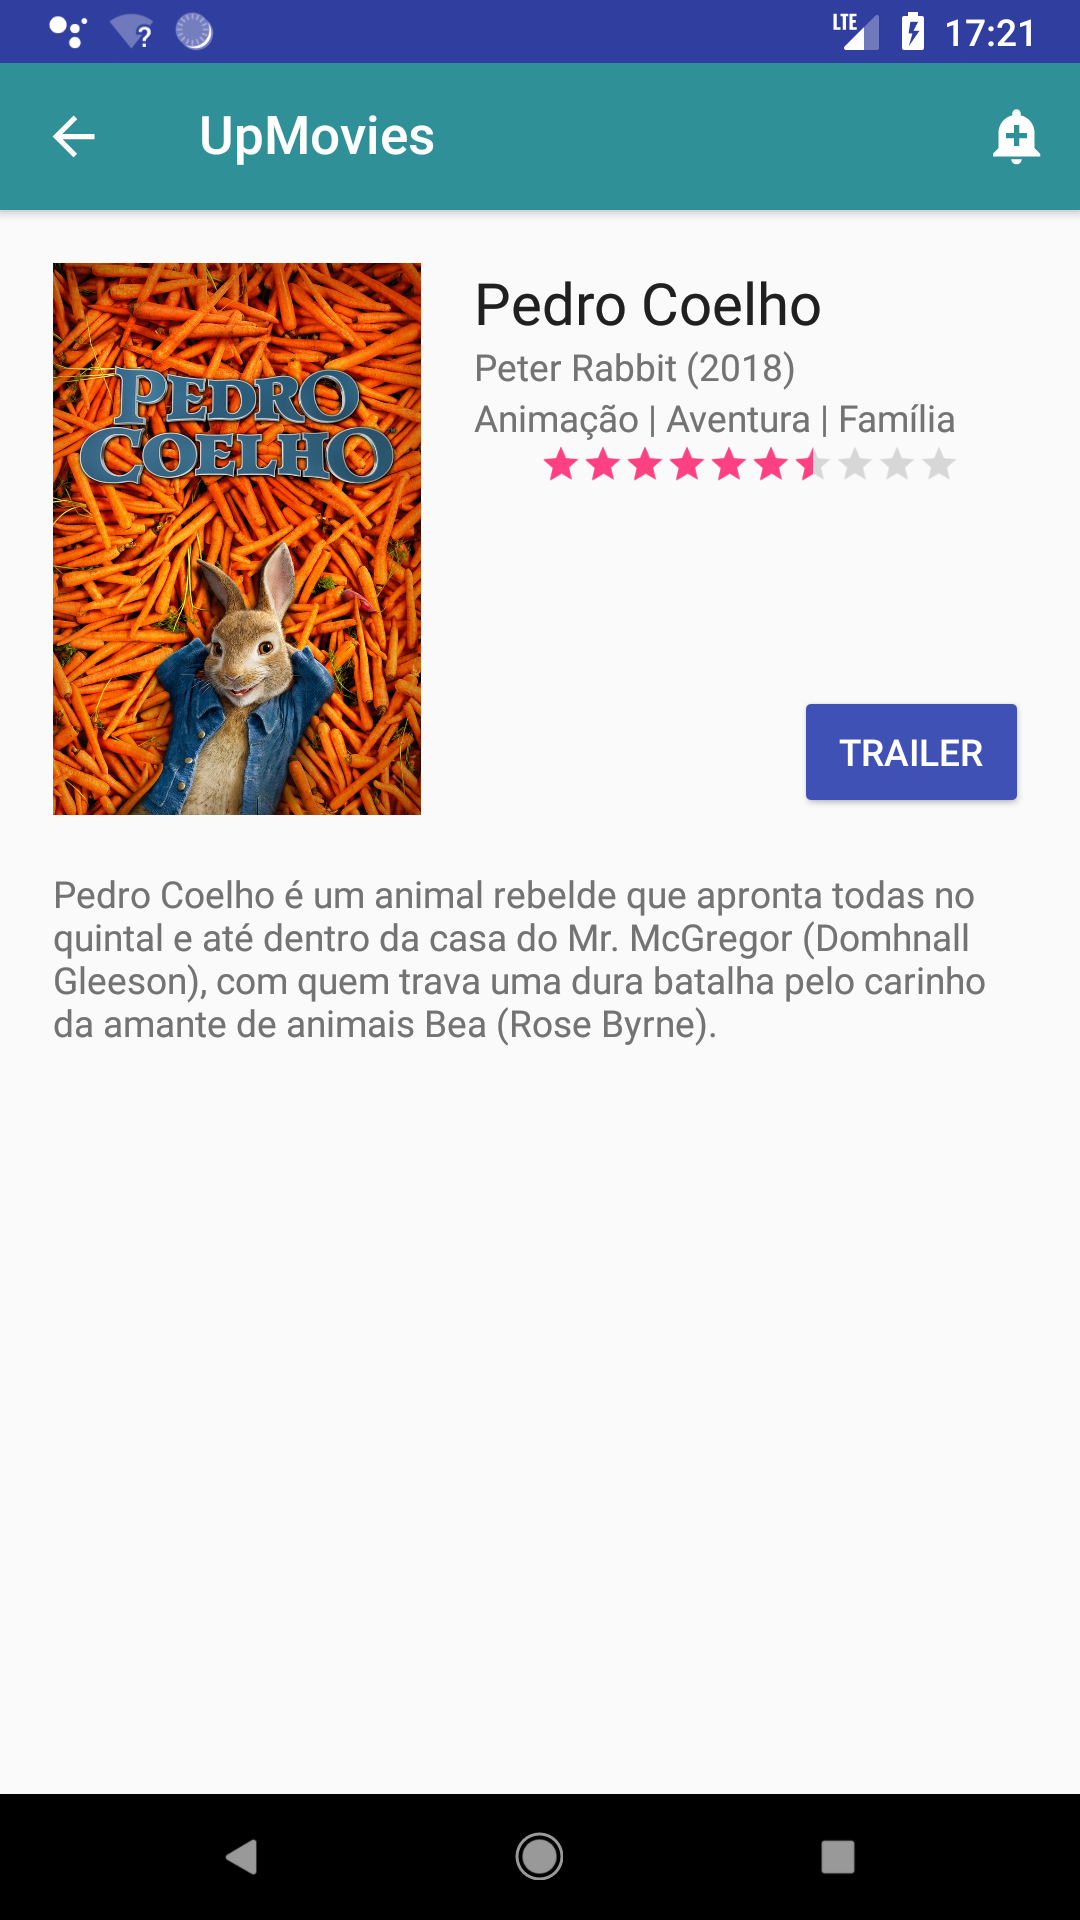 LTE 17:21
UpMovies
PEDRO
COELHO
Pedro Coelho
Peter Rabbit (2018)
Animação | Aventura | Família
TRAILER
Pedro Coelho é um animal rebelde que apronta todas no
quintal e até dentro da casa do Mr. McGregor (Domhnall
Gleeson), com quem trava uma dura batalha pelo carinho
da amante de animais Bea (Rose Byrne).